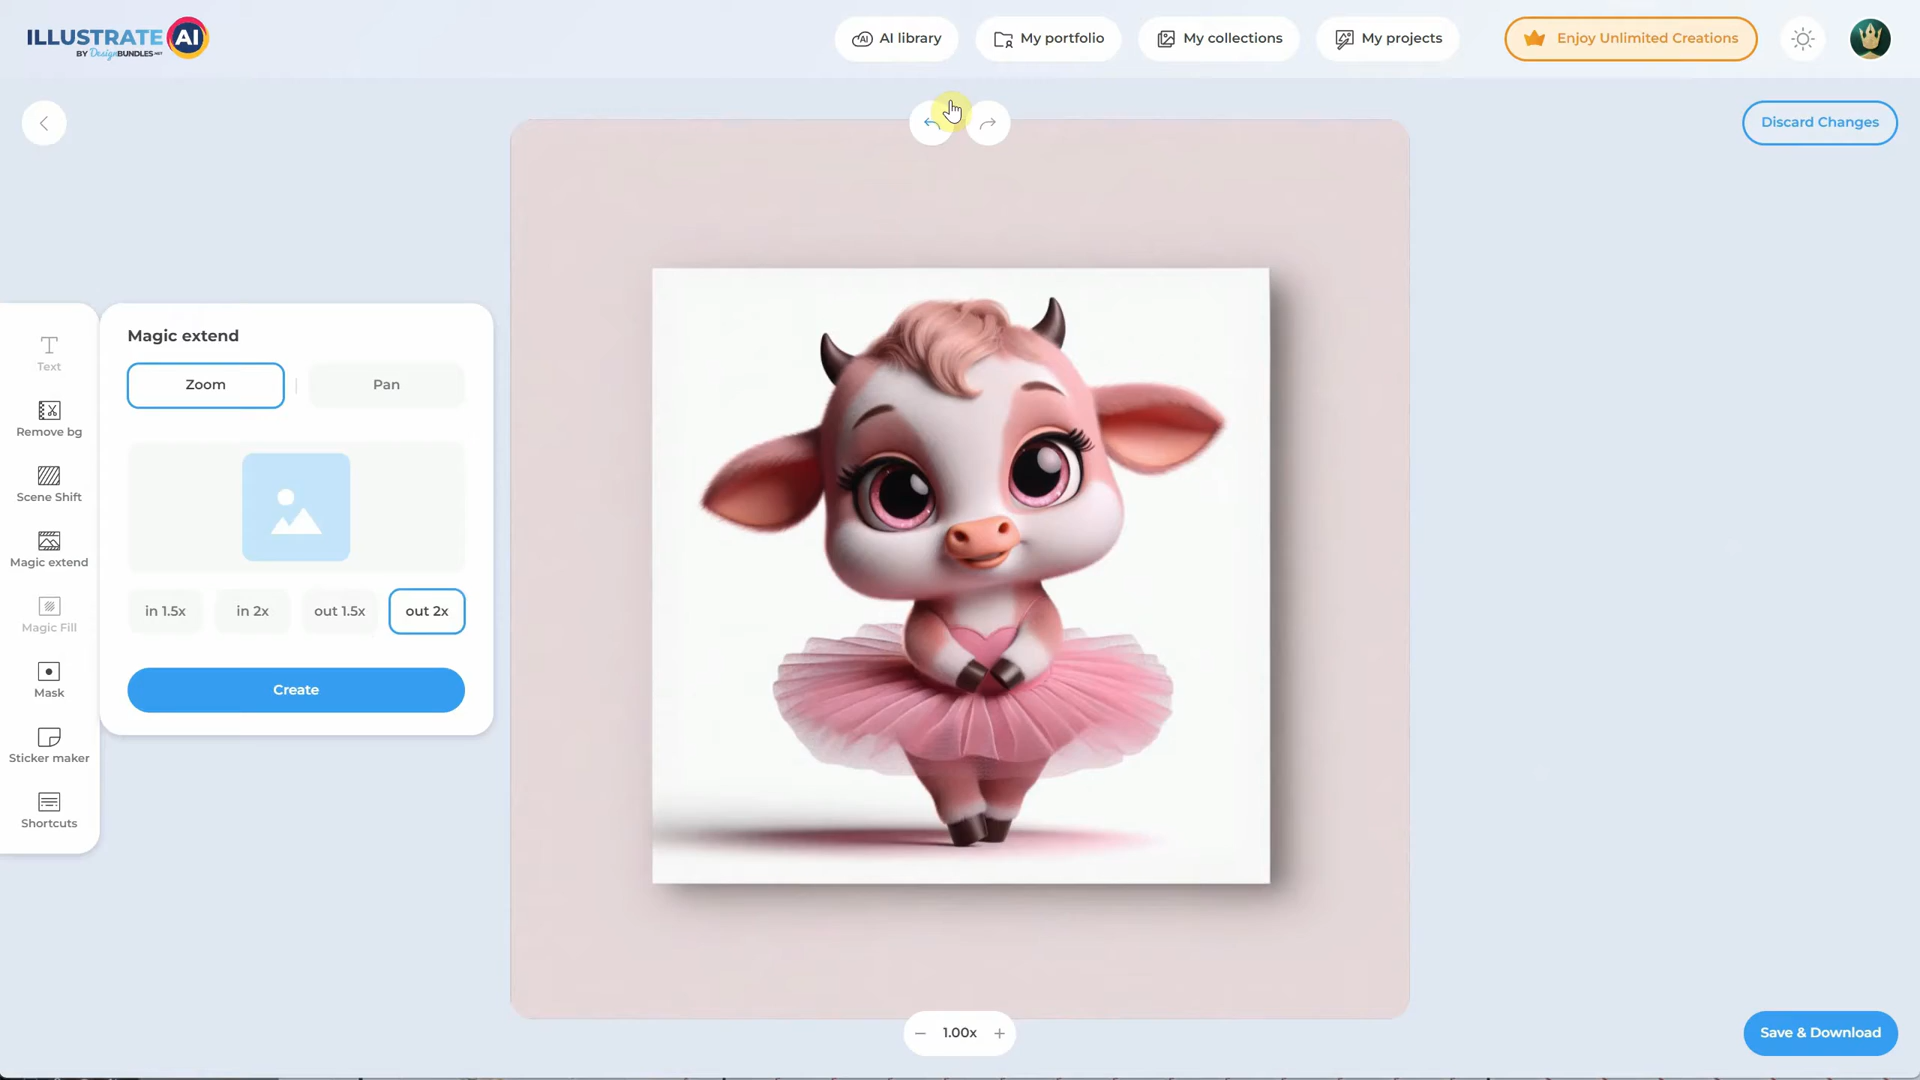 ILLUSTRATE AI
BY DesignBUNDLES.NET
AI library
My portfolio
My collections
My projects
Enjoy Unlimited Creations
Discard Changes
Text
Remove bg
Scene Shift
Magic extend
Magic Fill
Mask
Sticker maker
Shortcuts
Magic extend
Zoom
Pan
in 1.5x
in 2x
out 1.5x
out 2x
Create
1.00x
Save & Download